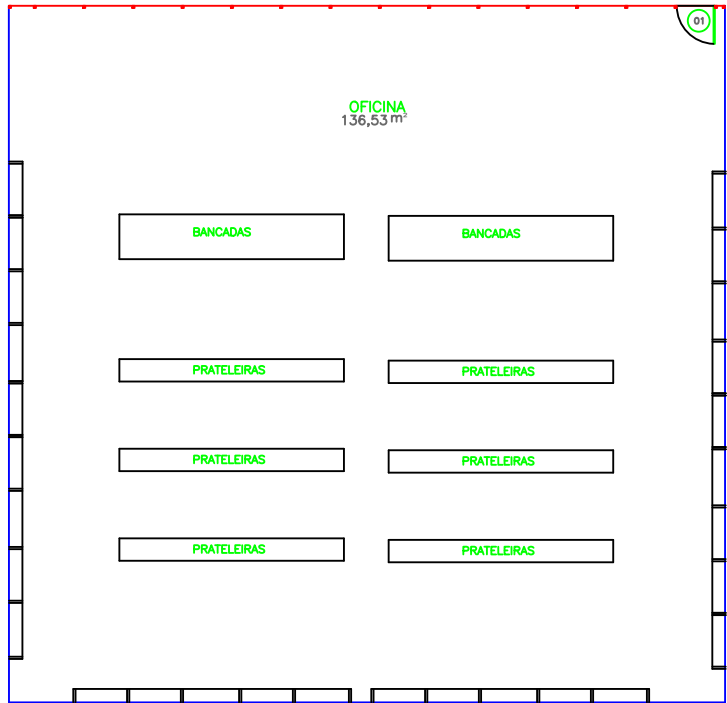 01
OFICINA
136,53 m²
BANCADAS
BANCADAS
PRATELEIRAS
PRATELEIRAS
PRATELEIRAS
PRATELEIRAS
PRATELEIRAS
PRATELEIRAS